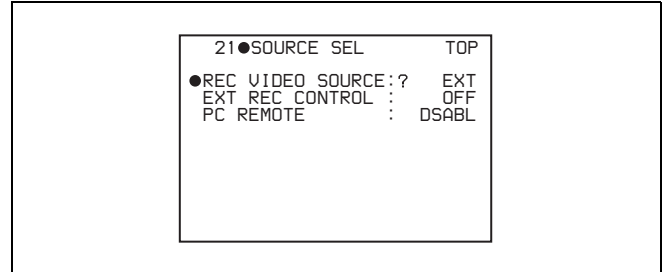 21●SOURCE SEL TOP
●REC VIDEO SOURCE:? EXT
EXT REC CONTROL : OFF
PC REMOTE : DSABL